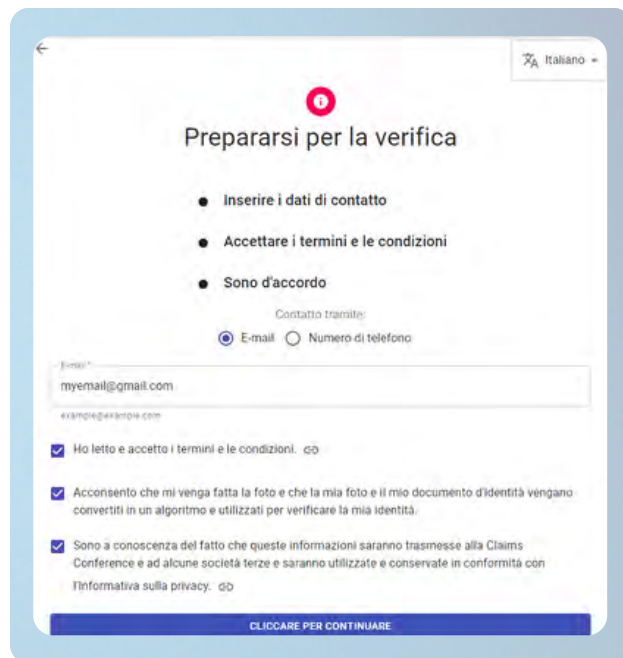 Italiano
Prepararsi per la verifica
Inserire i dati di contatto
Accettare i termini e le condizioni
Sono d'accordo
Contatto tramite:
E-mail Numero di telefono
E-mail *
myemail@gmail.com
example@example.com
Ho letto e accetto i termini e le condizioni.
Acconsento che mi venga fatta la foto e che la mia foto e il mio documento d'identità vengano
convertiti in un algoritmo e utilizzati per verificare la mia identità.
Sono a conoscenza del fatto che queste informazioni saranno trasmesse alla Claims
Conference e ad alcune società terze e saranno utilizzate e conservate in conformità con
l'Informativa sulla privacy.
CLICCARE PER CONTINUARE